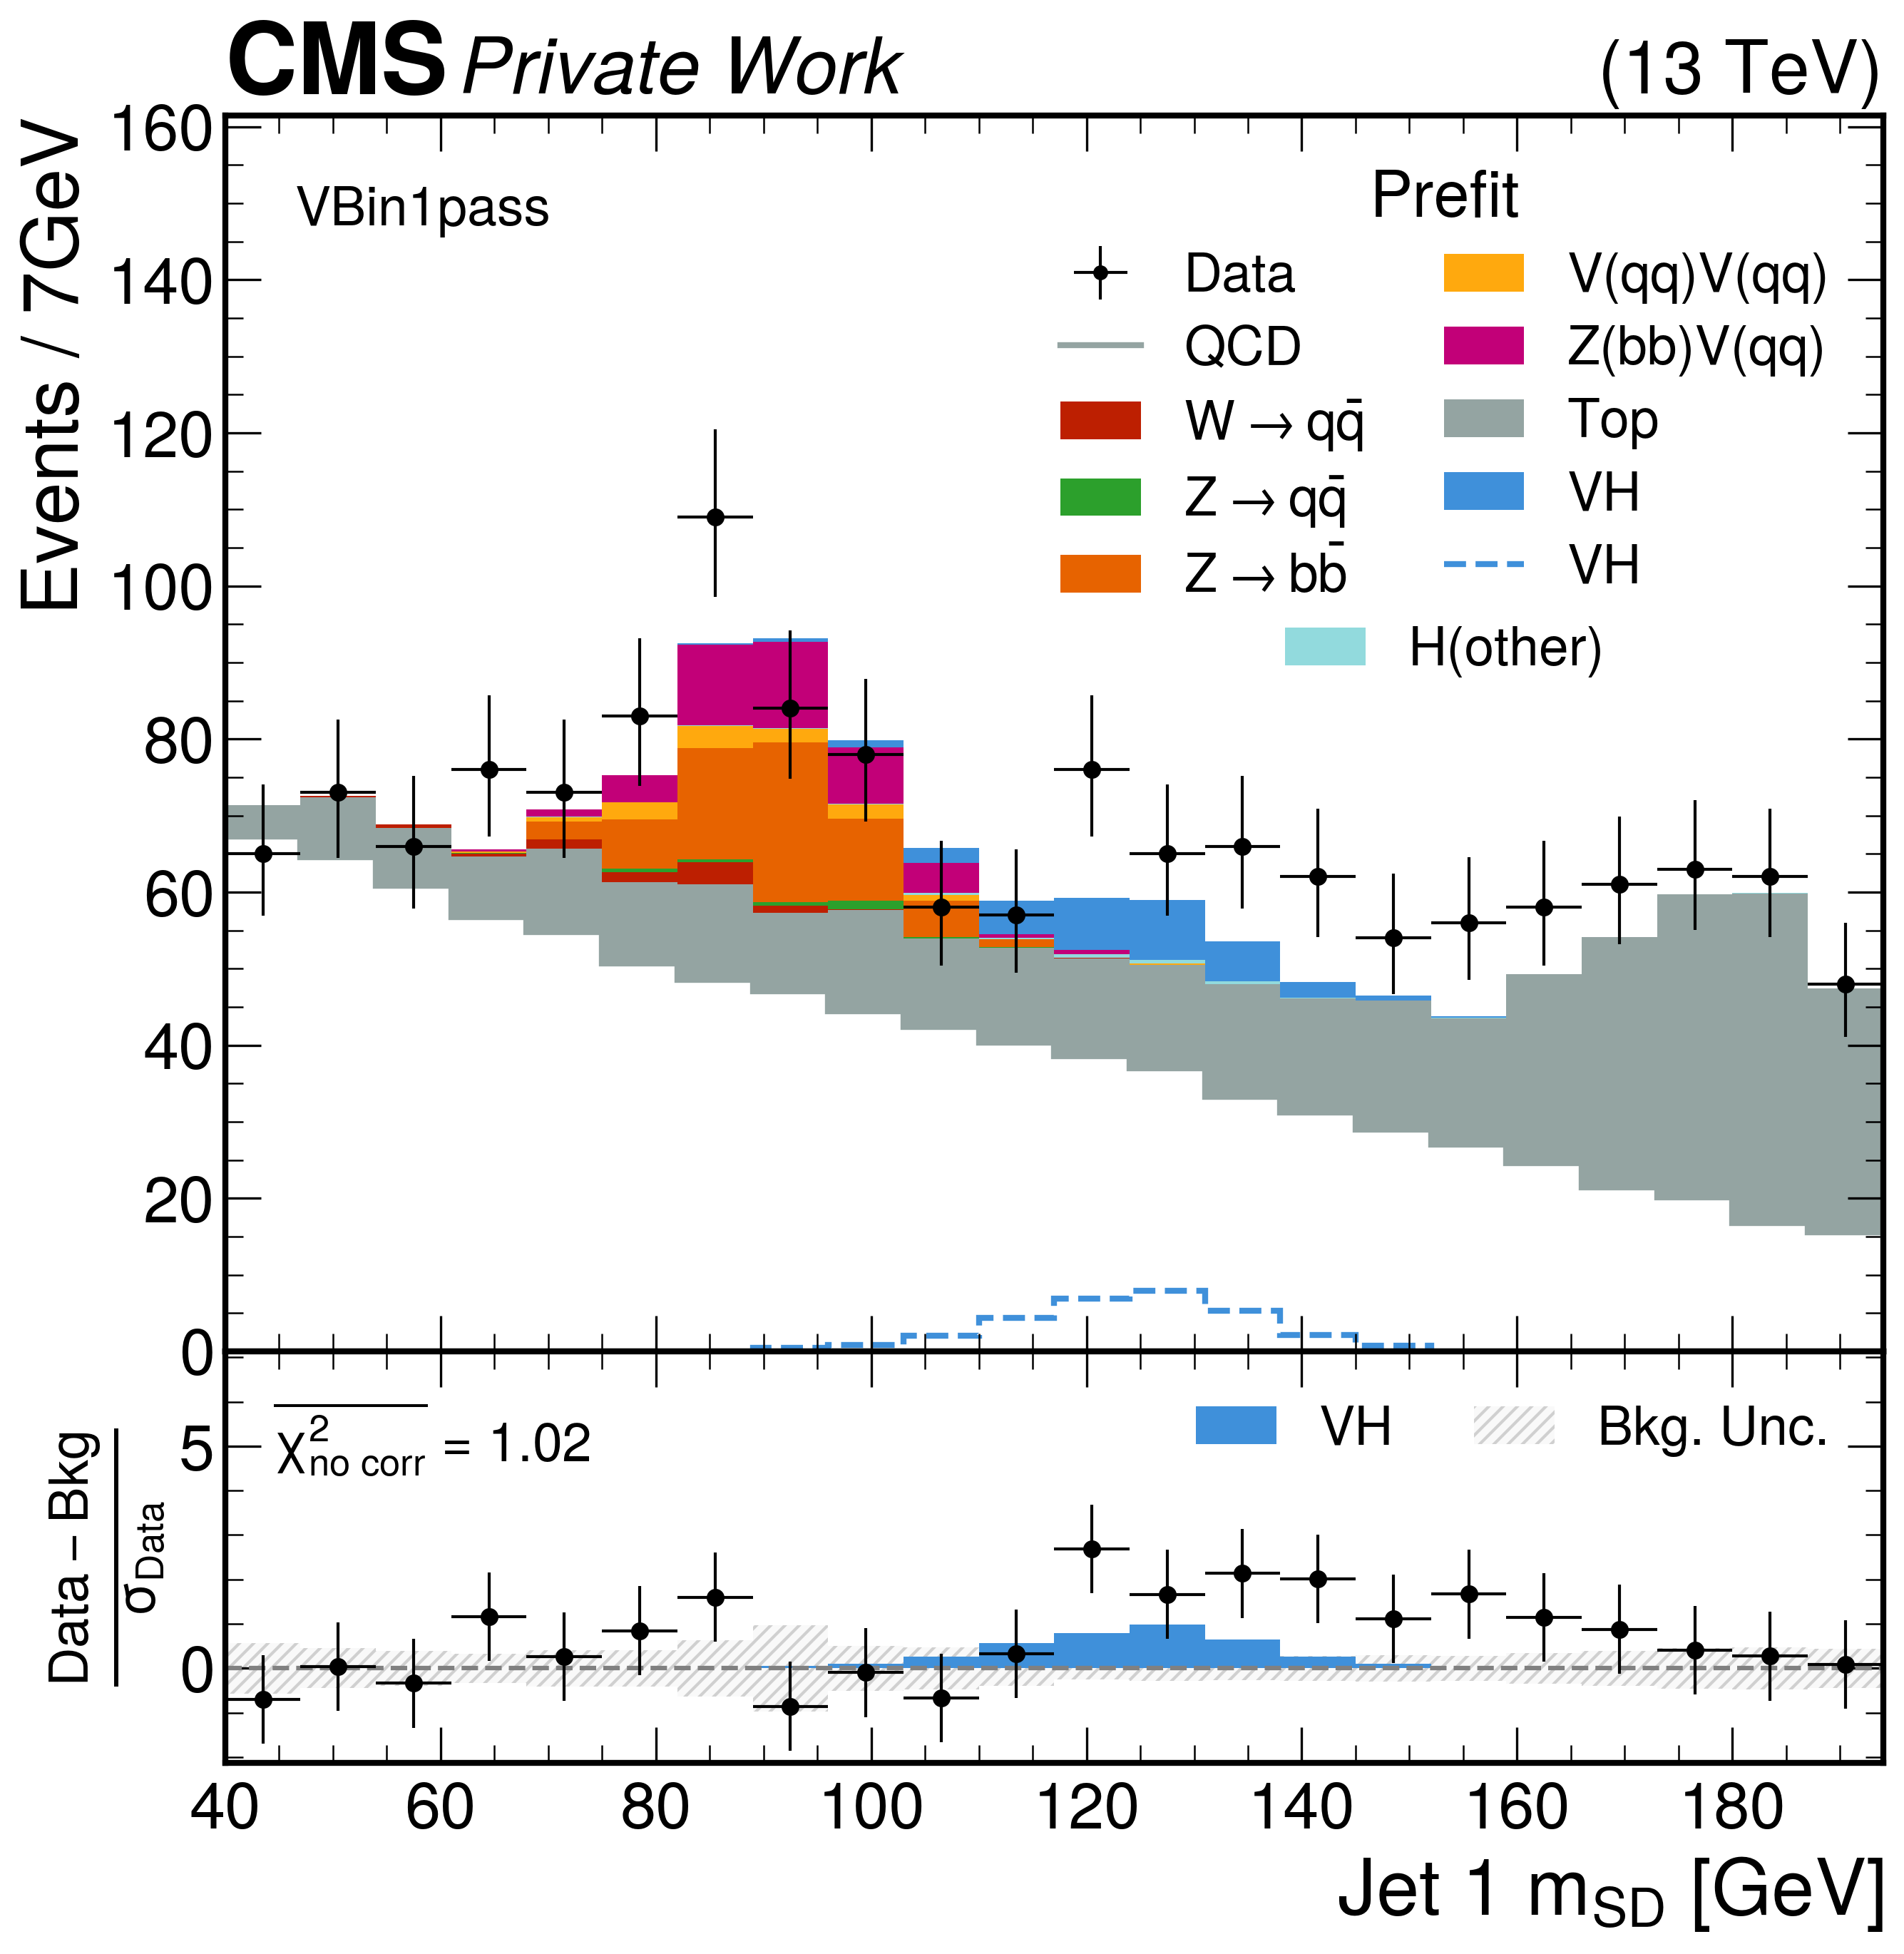 CMS Private Work (13 TeV)
Events / 7GeV
160
140
120
100
80
60
40
20
0
VBin1pass
Prefit
Data
QCD
W → qq̄
Z → qq̄
Z → bb̄
V(qq)V(qq)
Z(bb)V(qq)
Top
VH
VH
H(other)
Data − Bkg
σData
5
0
χ²no corr = 1.02
VH
Bkg. Unc.
40 60 80 100 120 140 160 180
Jet 1 mSD [GeV]